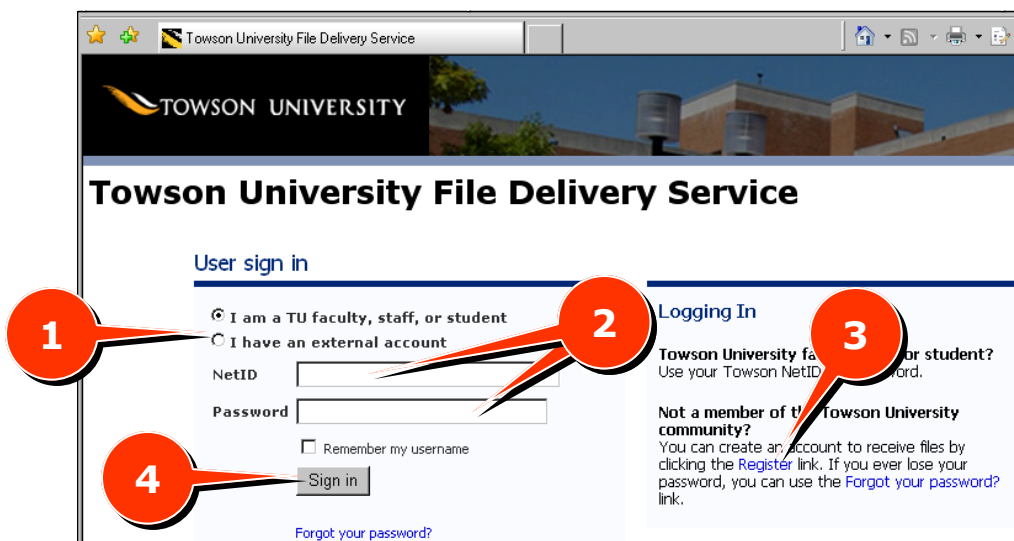 Towson University File Delivery Service
TOWSON UNIVERSITY
Towson University File Delivery Service
User sign in
I am a TU faculty, staff, or student
I have an external account
NetID
Password
Remember my username
Sign in
Forgot your password?
1
2
3
4
Logging In
Towson University or student?
Use your Towson NetID
Not a member of Towson University
community?
You can create an account to receive files by
clicking the Register link. If you ever lose your
password, you can use the Forgot your password?
link.